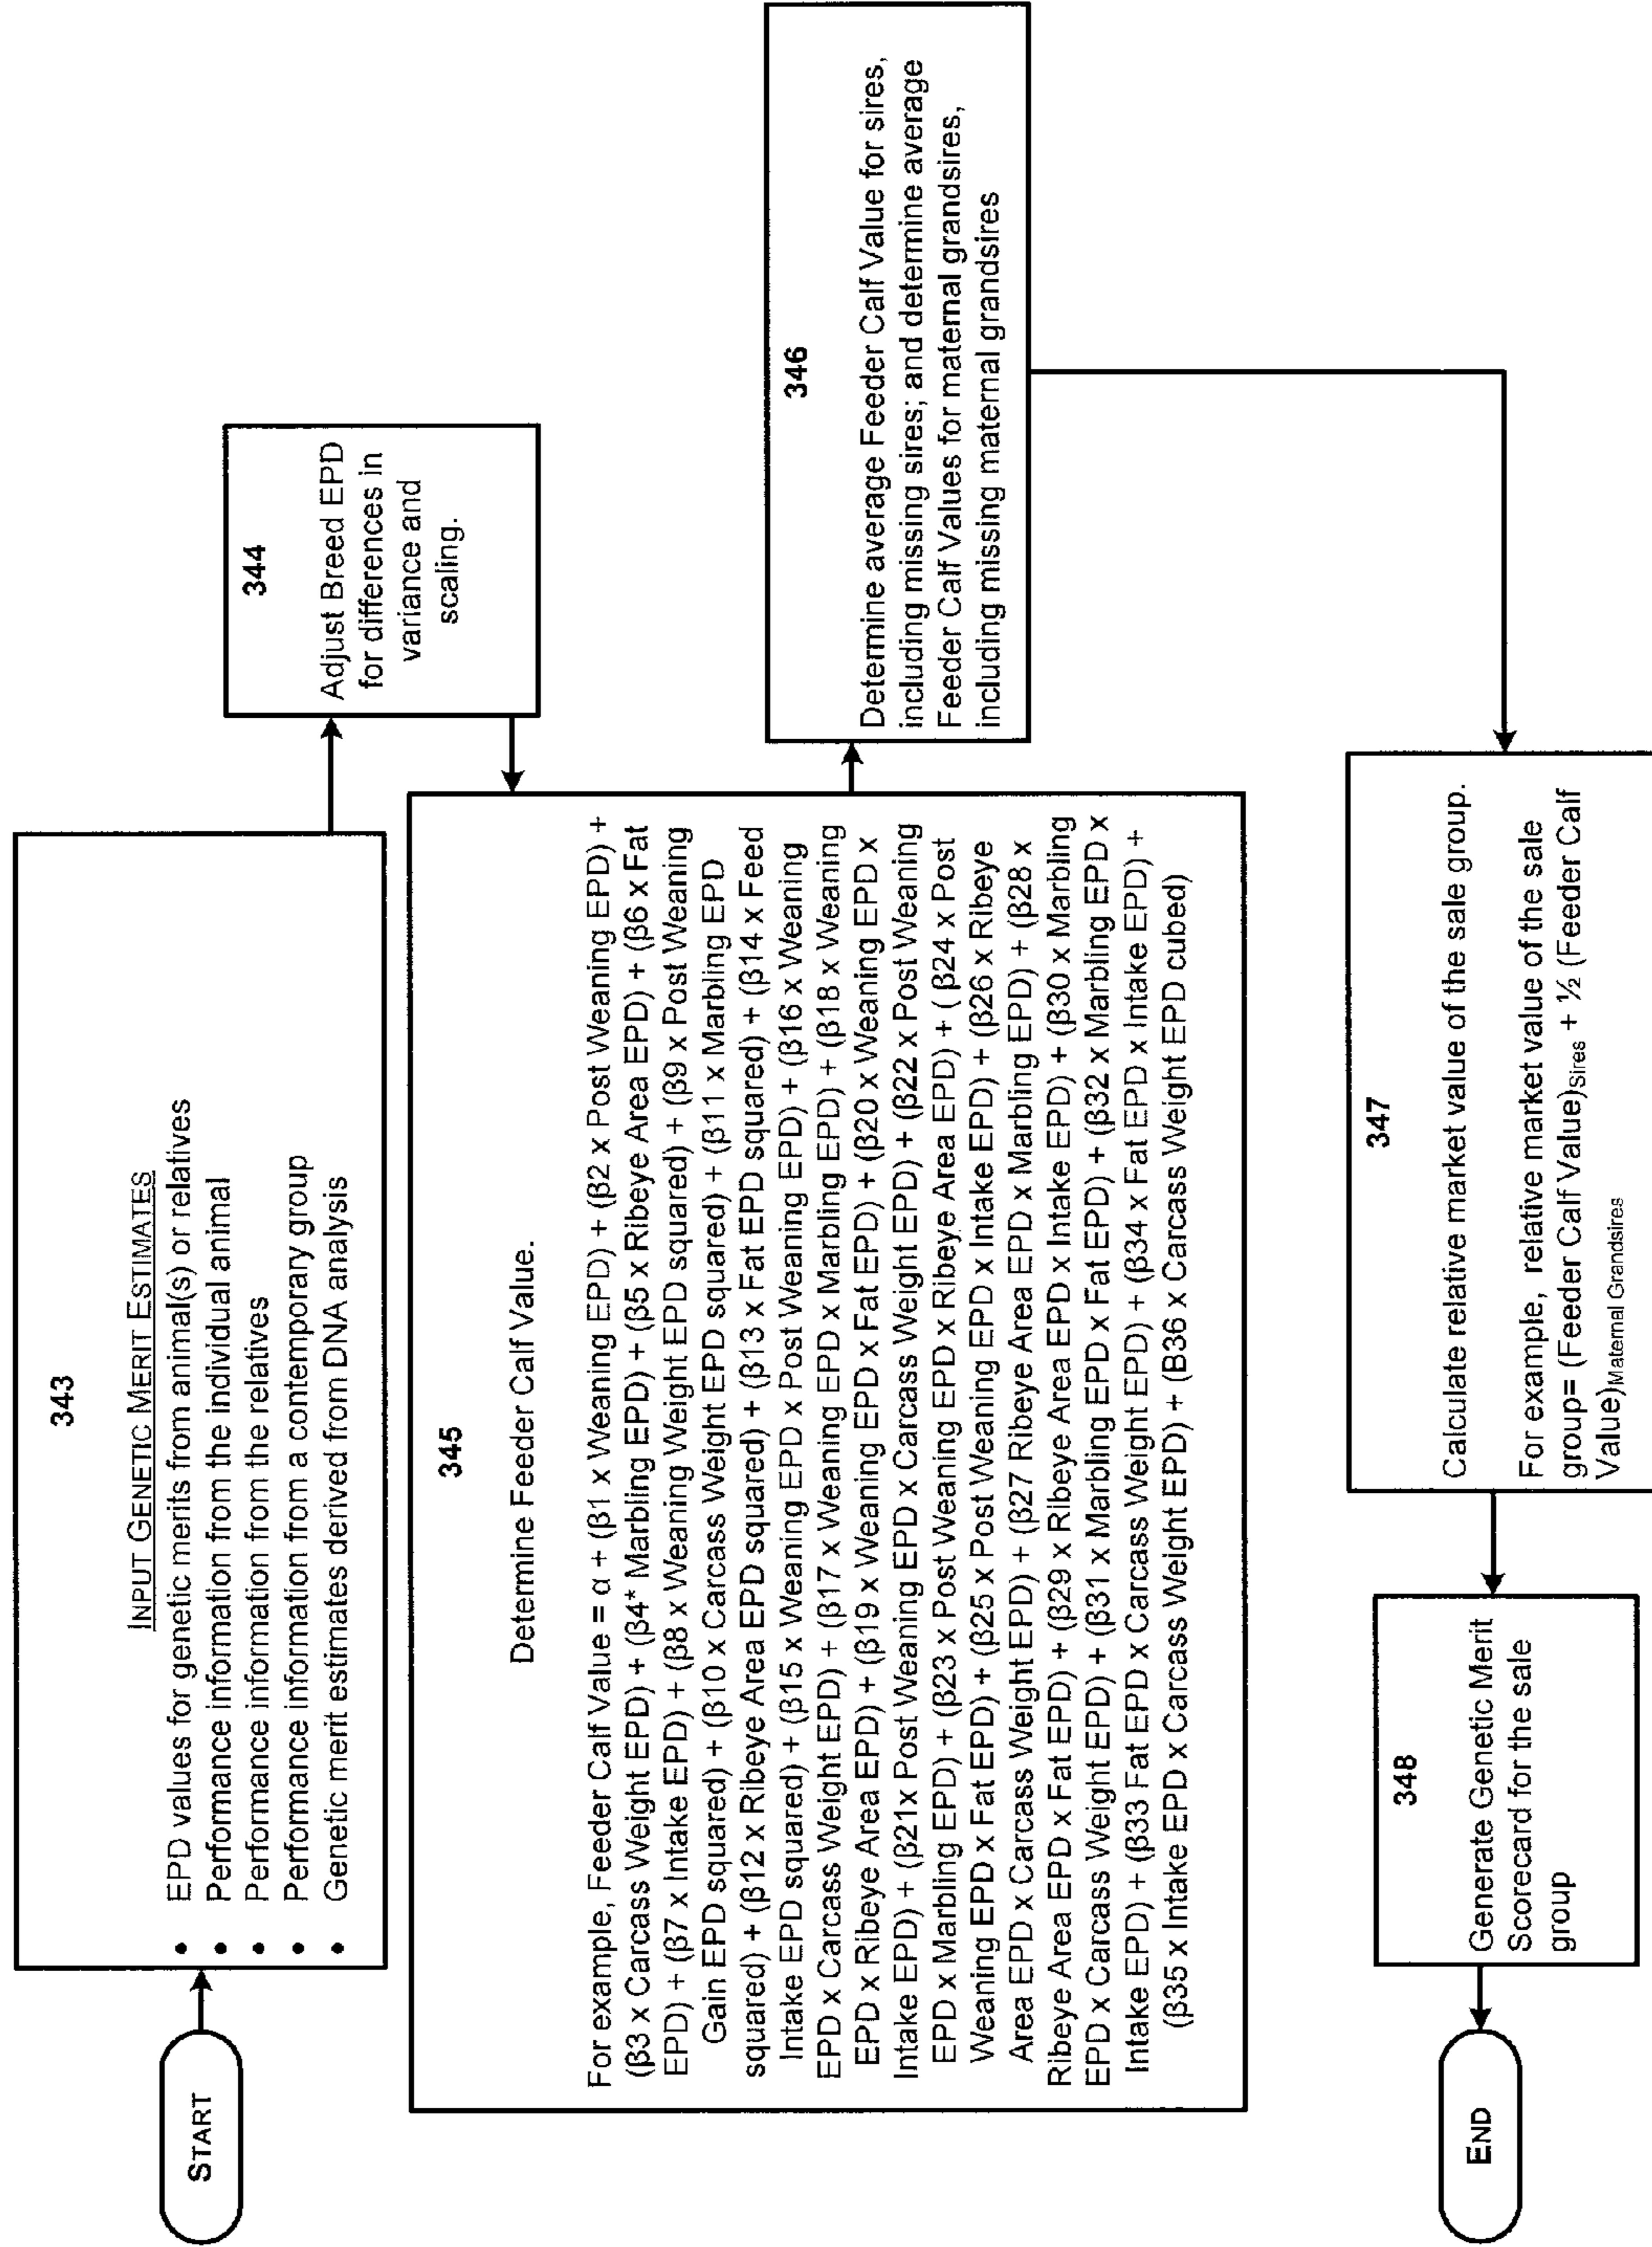 START
343
INPUT GENETIC MERIT ESTIMATES
• EPD values for genetic merits from animal(s) or relatives
• Performance information from the individual animal
• Performance information from the relatives
• Performance information from a contemporary group
• Genetic merit estimates derived from DNA analysis
344
Adjust Breed EPD
for differences in
variance and
scaling.
345
Determine Feeder Calf Value.
For example, Feeder Calf Value = α + (β1 x Weaning EPD) + (β2 x Post Weaning EPD) +
(β3 x Carcass Weight EPD) + (β4* Marbling EPD) + (β5 x Ribeye Area EPD) + (β6 x Fat
EPD) + (β7 x Intake EPD) + (β8 x Weaning Weight EPD squared) + (β9 x Post Weaning
Gain EPD squared) + (β10 x Carcass Weight EPD squared) + (β11 x Marbling EPD
squared) + (β12 x Ribeye Area EPD squared) + (β13 x Fat EPD squared) + (β14 x Feed
Intake EPD squared) + (β15 x Weaning EPD x Post Weaning EPD) + (β16 x Weaning
EPD x Carcass Weight EPD) + (β17 x Weaning EPD x Marbling EPD) + (β18 x Weaning
EPD x Ribeye Area EPD) + (β19 x Weaning EPD x Fat EPD) + (β20 x Weaning EPD x
Intake EPD) + (β21x Post Weaning EPD x Carcass Weight EPD) + (β22 x Post Weaning
EPD x Marbling EPD) + (β23 x Post Weaning EPD x Ribeye Area EPD) + ( β24 x Post
Weaning EPD x Fat EPD) + (β25 x Post Weaning EPD x Intake EPD) + (β26 x Ribeye
Area EPD x Carcass Weight EPD) + (β27 Ribeye Area EPD x Marbling EPD) + (β28 x
Ribeye Area EPD x Fat EPD) + (β29 x Ribeye Area EPD x Intake EPD) + (β30 x Marbling
EPD x Carcass Weight EPD) + (β31 x Marbling EPD x Fat EPD) + (β32 x Marbling EPD x
Intake EPD) + (β33 Fat EPD x Carcass Weight EPD) + (β34 x Fat EPD x Intake EPD) +
(β35 x Intake EPD x Carcass Weight EPD) + (B36 x Carcass Weight EPD cubed)
346
Determine average Feeder Calf Value for sires,
including missing sires; and determine average
Feeder Calf Values for maternal grandsires,
including missing maternal grandsires
347
Calculate relative market value of the sale group.
For example, relative market value of the sale
group= (Feeder Calf Value)Sires + ½ (Feeder Calf
Value)Maternal Grandsires
348
Generate Genetic Merit
Scorecard for the sale
group
END